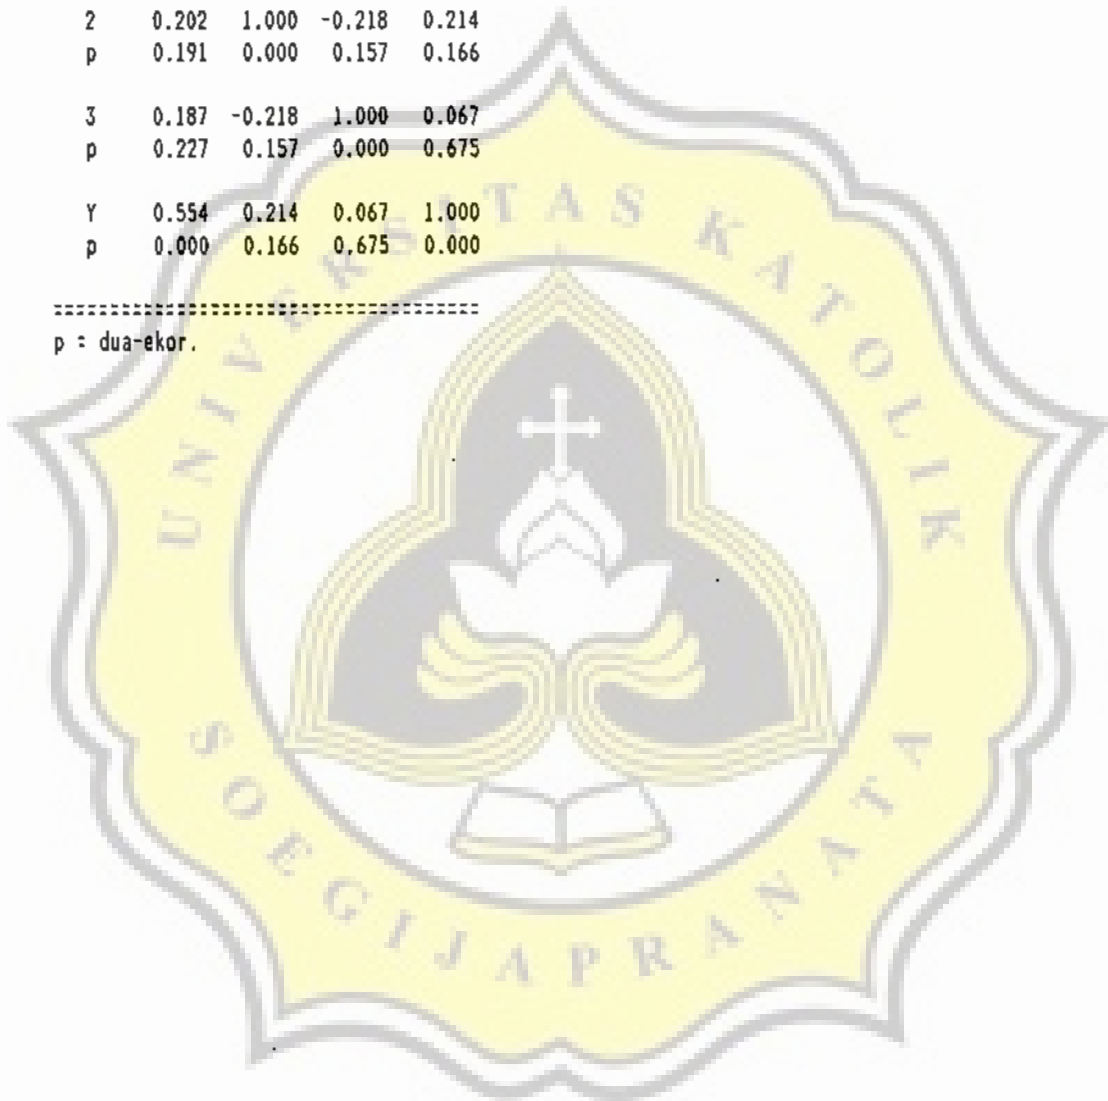 2 0.202 1.000 -0.218 0.214
p 0.191 0.000 0.157 0.166
3 0.187 -0.218 1.000 0.067
p 0.227 0.157 0.000 0.675
Y 0.554 0.214 0.067 1.000
p 0.000 0.166 0.675 0.000
======================================
p = dua-ekor.
UNIVERSITAS KATOLIK
SOEGIJAPRANATA